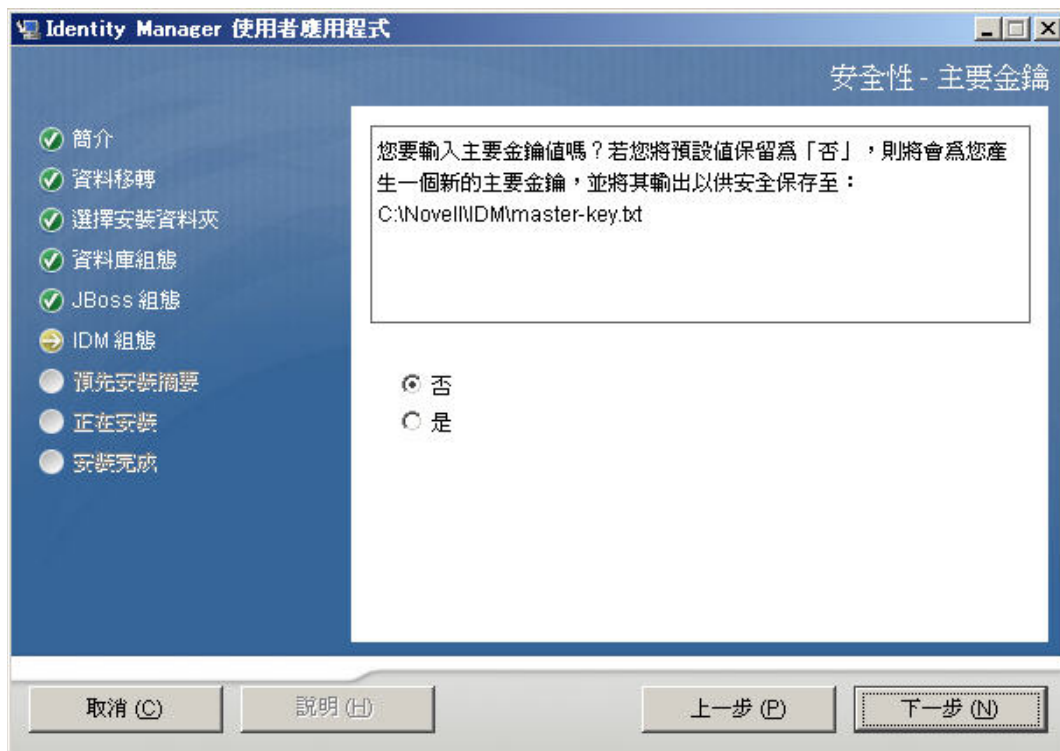 Identity Manager 使用者應用程式
安全性 - 主要金鑰
簡介
資料移轉
選擇安裝資料夾
資料庫組態
JBoss 組態
IDM 組態
預先安裝摘要
正在安裝
安裝完成
您要輸入主要金鑰值嗎？若您將預設值保留為「否」，則將會為您產
生一個新的主要金鑰，並將其輸出以供安全保存至：
C:\Novell\IDM\master-key.txt
否
是
取消 (C)
說明 (H)
上一步 (P)
下一步 (N)